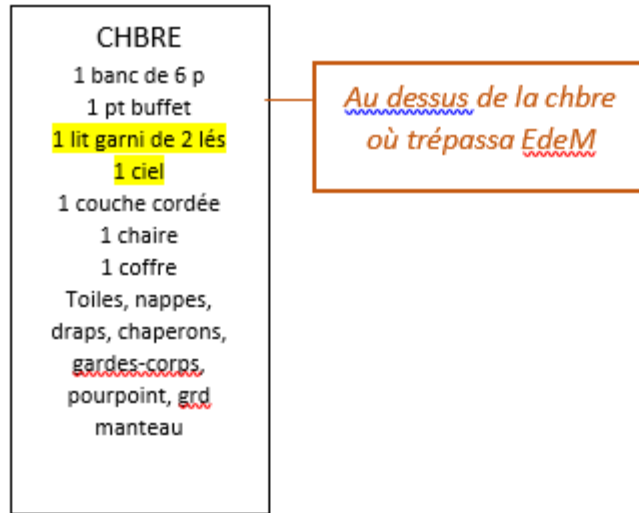 CHBRE
1 banc de 6 p
1 pt buffet
1 lit garni de 2 lés
1 ciel
1 couche cordée
1 chaire
1 coffre
Toiles, nappes,
draps, chaperons,
gardes-corps,
pourpoint, grd
manteau
Au dessus de la chbre
où trépassa EdeM